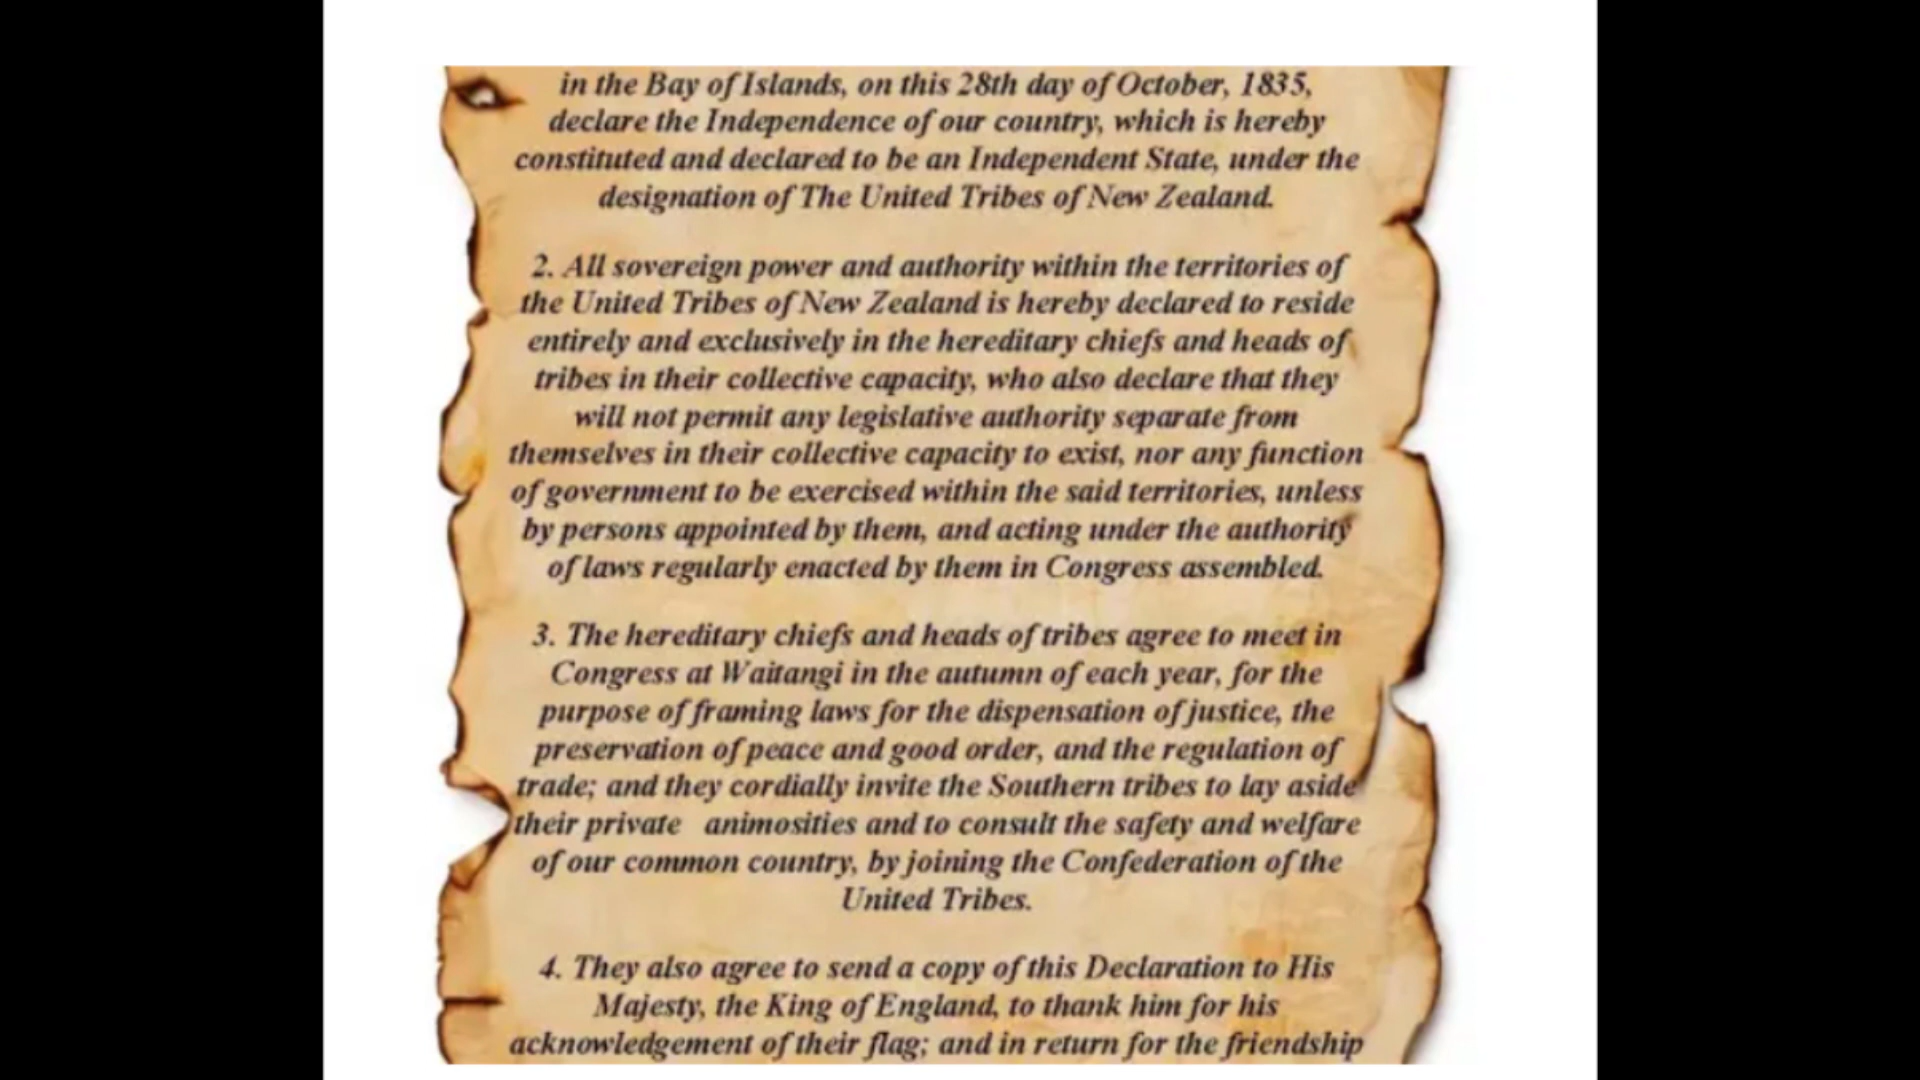 in the Bay of Islands, on this 28th day of October, 1835,
declare the Independence of our country, which is hereby
constituted and declared to be an Independent State, under the
designation of The United Tribes of New Zealand.
2. All sovereign power and authority within the territories of
the United Tribes of New Zealand is hereby declared to reside
entirely and exclusively in the hereditary chiefs and heads of
tribes in their collective capacity, who also declare that they
will not permit any legislative authority separate from
themselves in their collective capacity to exist, nor any function
of government to be exercised within the said territories, unless
by persons appointed by them, and acting under the authority
of laws regularly enacted by them in Congress assembled.
3. The hereditary chiefs and heads of tribes agree to meet in
Congress at Waitangi in the autumn of each year, for the
purpose of framing laws for the dispensation of justice, the
preservation of peace and good order, and the regulation of
trade; and they cordially invite the Southern tribes to lay aside
their private animosities and to consult the safety and welfare
of our common country, by joining the Confederation of the
United Tribes.
4. They also agree to send a copy of this Declaration to His
Majesty, the King of England, to thank him for his
acknowledgement of their flag; and in return for the friendship